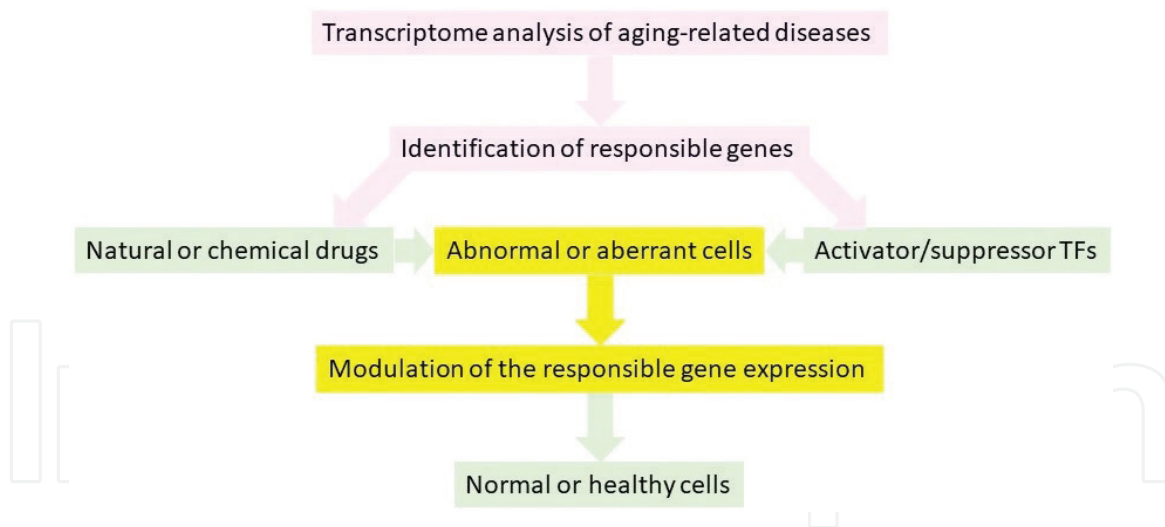 Transcriptome analysis of aging-related diseases
Identification of responsible genes
Natural or chemical drugs
Abnormal or aberrant cells
Activator/suppressor TFs
Modulation of the responsible gene expression
Normal or healthy cells